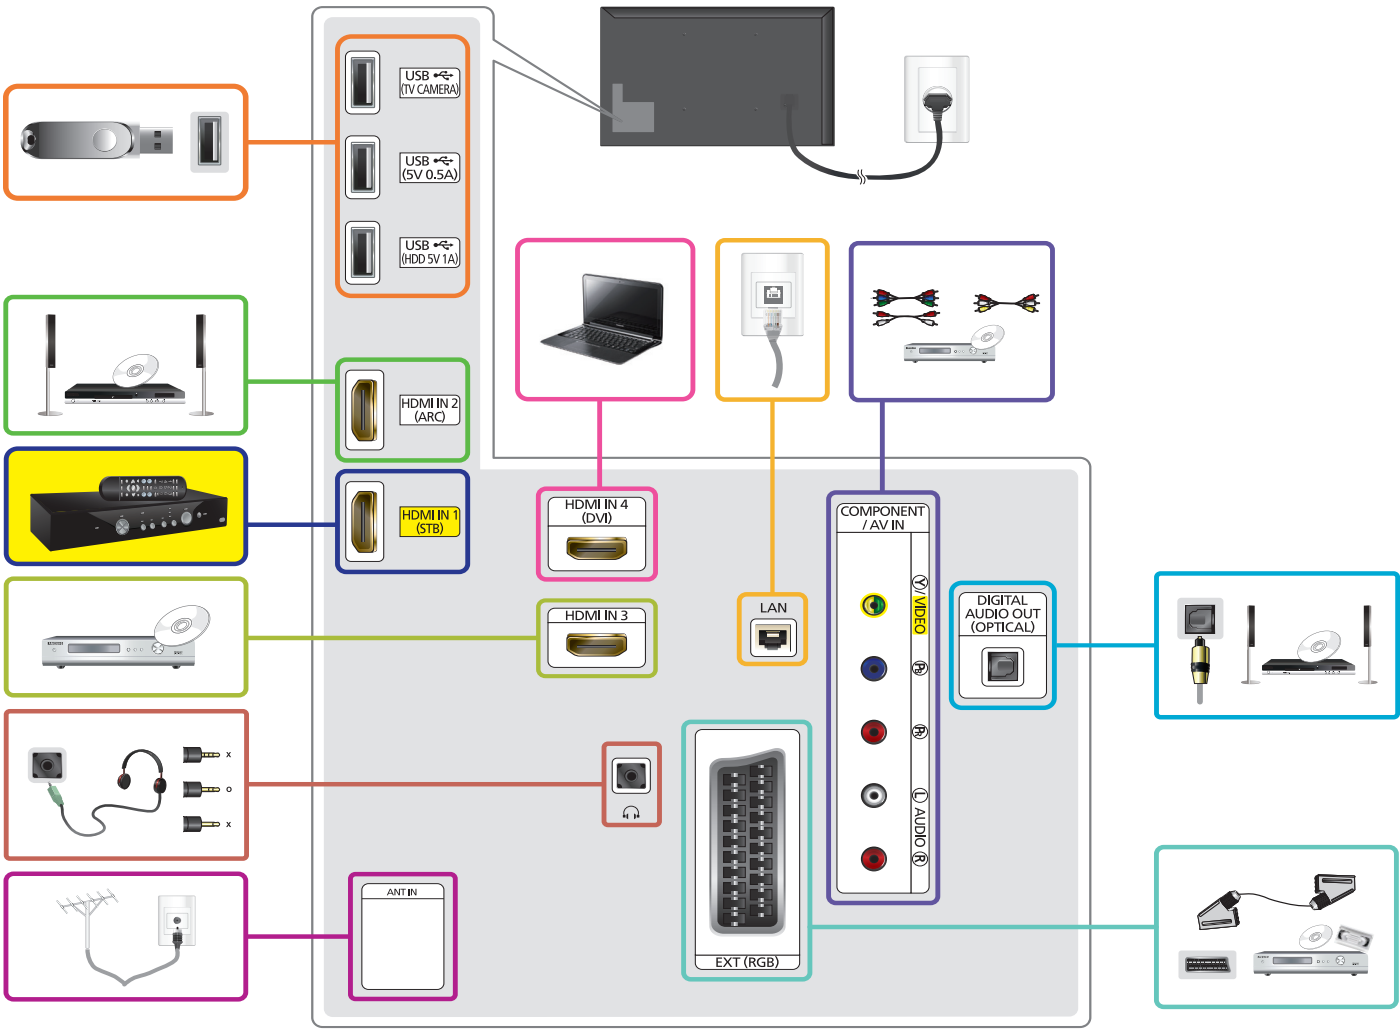 USB
(TV CAMERA)
USB
(5V 0.5A)
USB
(HDD 5V 1A)
HDMI IN 2
(ARC)
HDMI IN 1
(STB)
HDMI IN 4
(DVI)
HDMI IN 3
LAN
COMPONENT
/ AV IN
Y / VIDEO
PB
PR
L AUDIO R
DIGITAL
AUDIO OUT
(OPTICAL)
x
o
x
ANT IN
EXT (RGB)